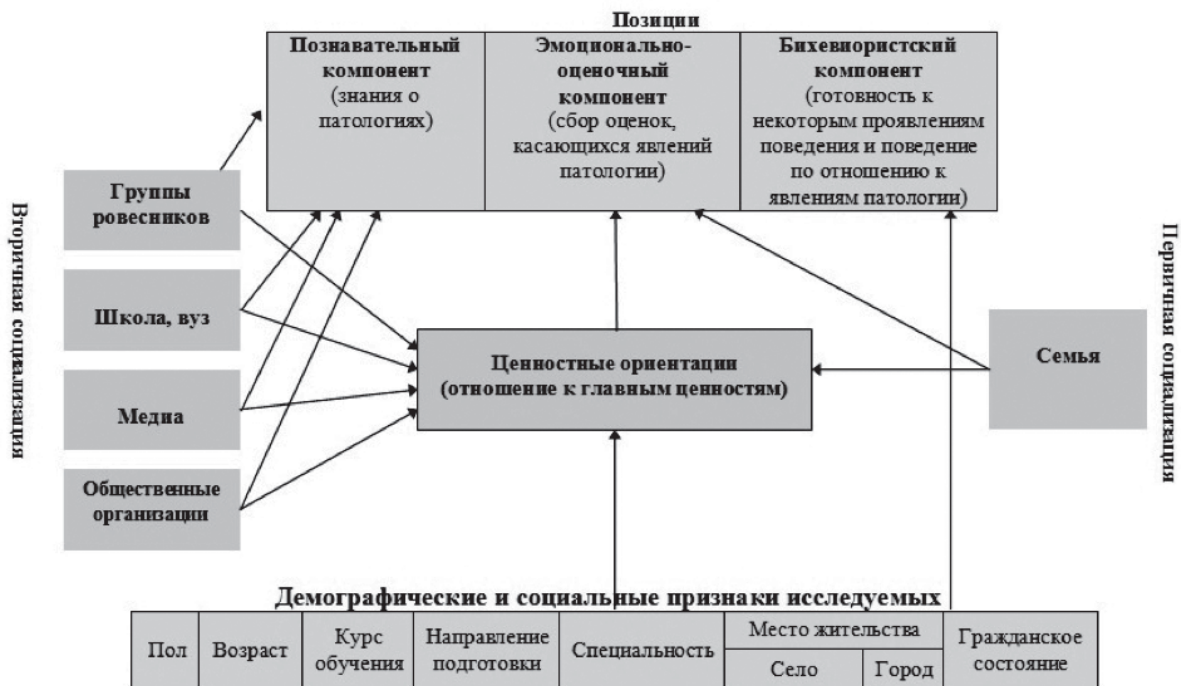 Позиции
Познавательный
компонент
(знания о
патологиях)
Эмоционально-
оценочный
компонент
(сбор оценок,
касающихся явлений
патологии)
Бихевиористский
компонент
(готовность к
некоторым проявлениям
поведения и поведение
по отношению к
явлениям патологии)
Вторичная социализация
Группы
ровесников
Школа, вуз
Медиа
Общественные
организации
Ценностные ориентации
(отношение к главным ценностям)
Семья
Первичная социализация
Демографические и социальные признаки исследуемых
Пол
Возраст
Курс
обучения
Направление
подготовки
Специальность
Место жительства
Село
Город
Гражданское
состояние